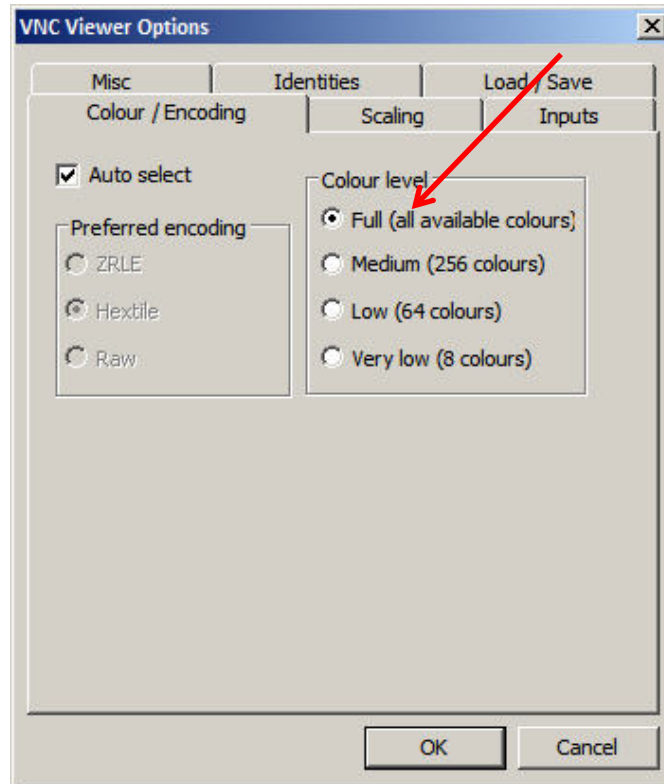 VNC Viewer Options
Misc Identities Load / Save
Colour / Encoding Scaling Inputs
Auto select
Preferred encoding
ZRLE
Hextile
Raw
Colour level
Full (all available colours)
Medium (256 colours)
Low (64 colours)
Very low (8 colours)
OK Cancel